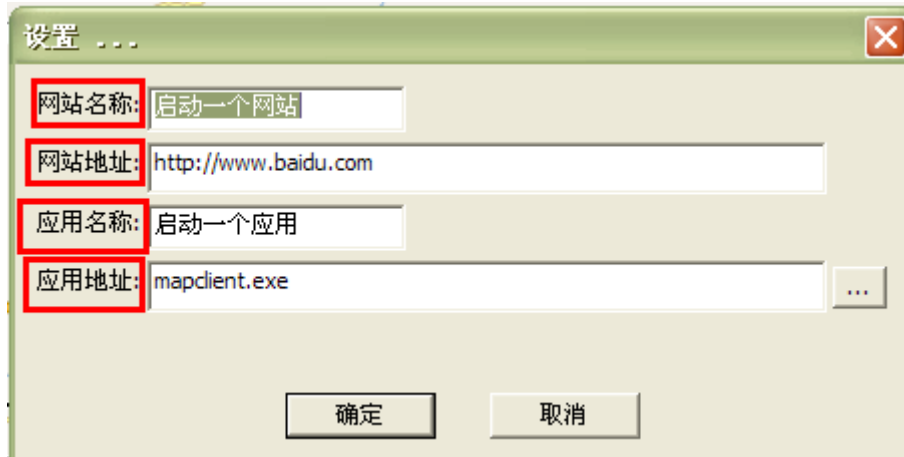 设置 ...
网站名称: 启动一个网站
网站地址: http://www.baidu.com
应用名称: 启动一个应用
应用地址: mapclient.exe ...
确定 取消